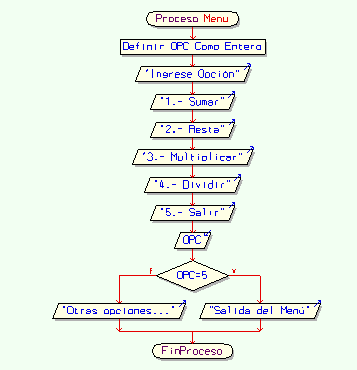 Proceso Menu
Definir OPC Como Entero
"Ingrese Opción"
"1.- Sumar"
"2.- Resta"
"3.- Multiplicar"
"4.- Dividir"
"5.- Salir"
OPC
OPC=5
F
V
"Otras opciones..."
"Salida del Menú"
FinProceso